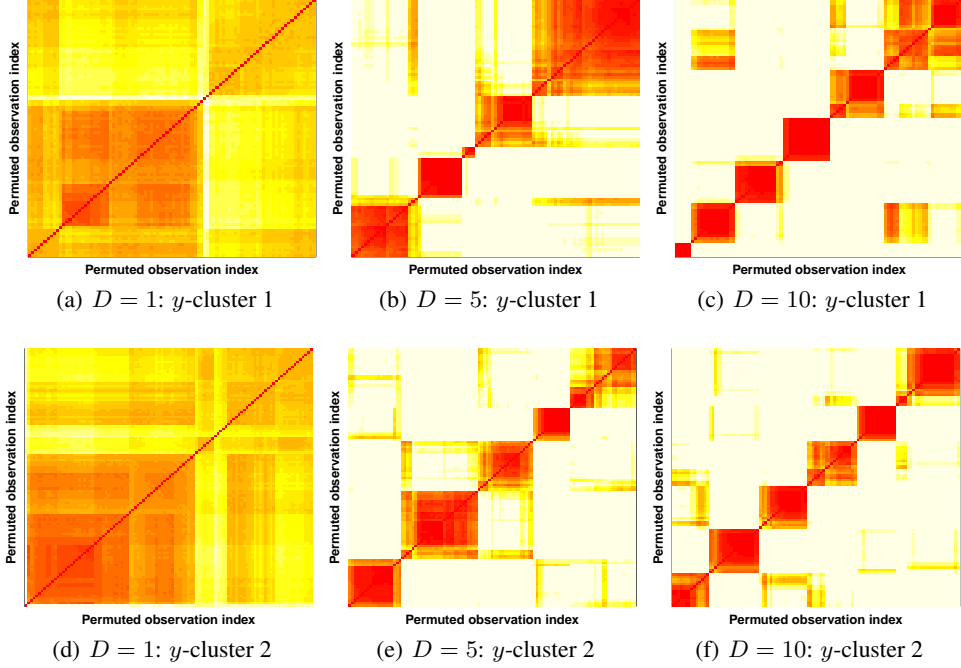 Permuted observation index
Permuted observation index
Permuted observation index
Permuted observation index
Permuted observation index
Permuted observation index
(a) D = 1: y-cluster 1
(b) D = 5: y-cluster 1
(c) D = 10: y-cluster 1
Permuted observation index
Permuted observation index
Permuted observation index
Permuted observation index
Permuted observation index
Permuted observation index
(d) D = 1: y-cluster 2
(e) D = 5: y-cluster 2
(f) D = 10: y-cluster 2